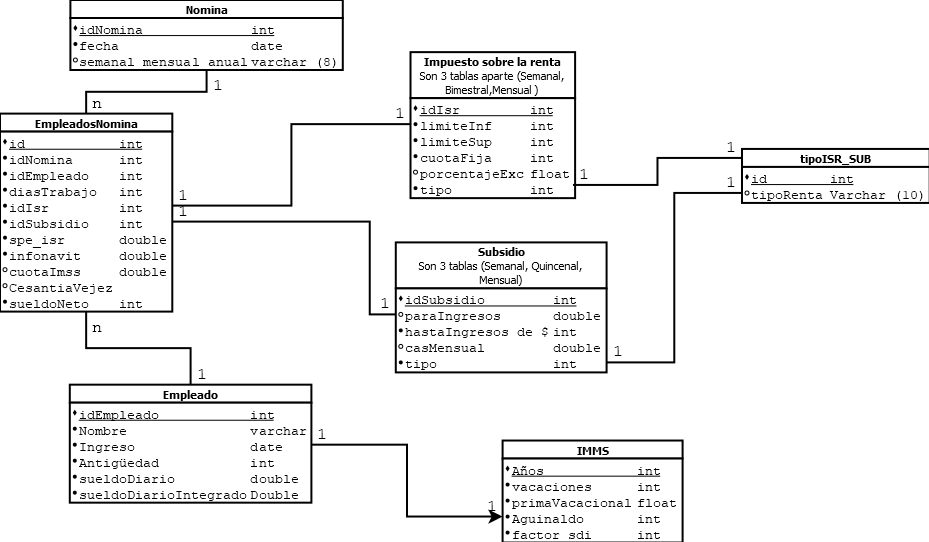 Nomina
idNomina int
fecha date
semanal_mensual_anual varchar (8)
1
n
EmpleadosNomina
id int
idNomina int
idEmpleado int
diasTrabajo int
idIsr int
idSubsidio int
spe_isr double
infonavit double
cuotaImss double
CesantiaVejez
sueldoNeto int
1
1
n
1
Impuesto sobre la renta
Son 3 tablas aparte (Semanal,
Bimestral,Mensual )
idIsr int
limiteInf int
limiteSup int
cuotaFija int
porcentajeExc float
tipo int
1
1
1
tipoISR_SUB
id int
tipoRenta Varchar (10)
1
Subsidio
Son 3 tablas (Semanal, Quincenal,
Mensual)
idSubsidio int
paraIngresos double
hastaIngresos de $ int
casMensual double
tipo int
1
1
Empleado
idEmpleado int
Nombre varchar
Ingreso date
Antigüedad int
sueldoDiario double
sueldoDiarioIntegrado Double
1
1
IMMS
Años int
vacaciones int
primaVacacional float
Aguinaldo int
factor_sdi int